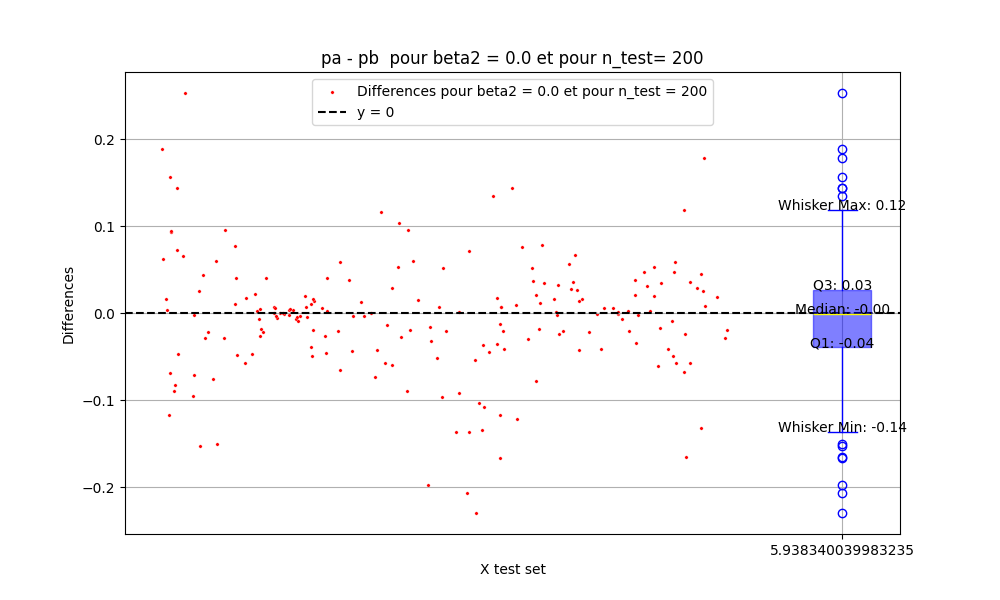 pa - pb  pour beta2 = 0.0 et pour n_test= 200
Differences pour beta2 = 0.0 et pour n_test = 200
y = 0
0.2
0.1
0.0
−0.1
−0.2
Differences
Whisker Max: 0.12
Q3: 0.03
Median: -0.00
Q1: -0.04
Whisker Min: -0.14
5.938340039983235
X test set